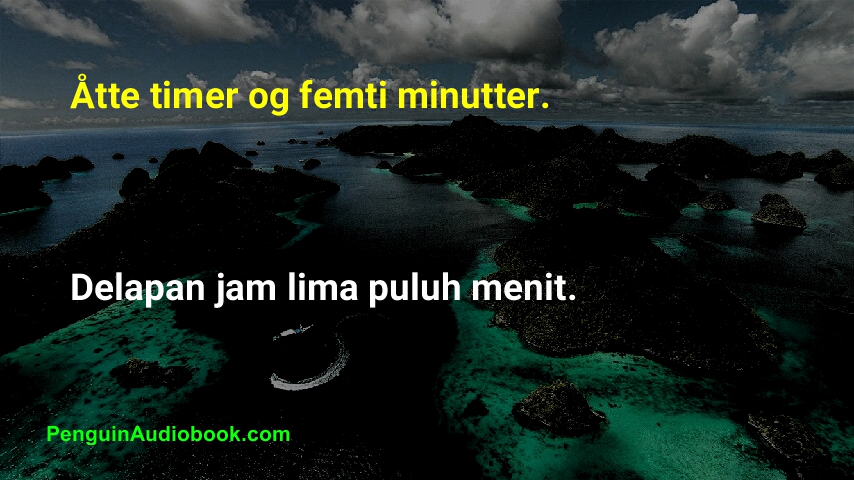 Åtte timer og femti minutter.
Delapan jam lima puluh menit.
PenguinAudiobook.com